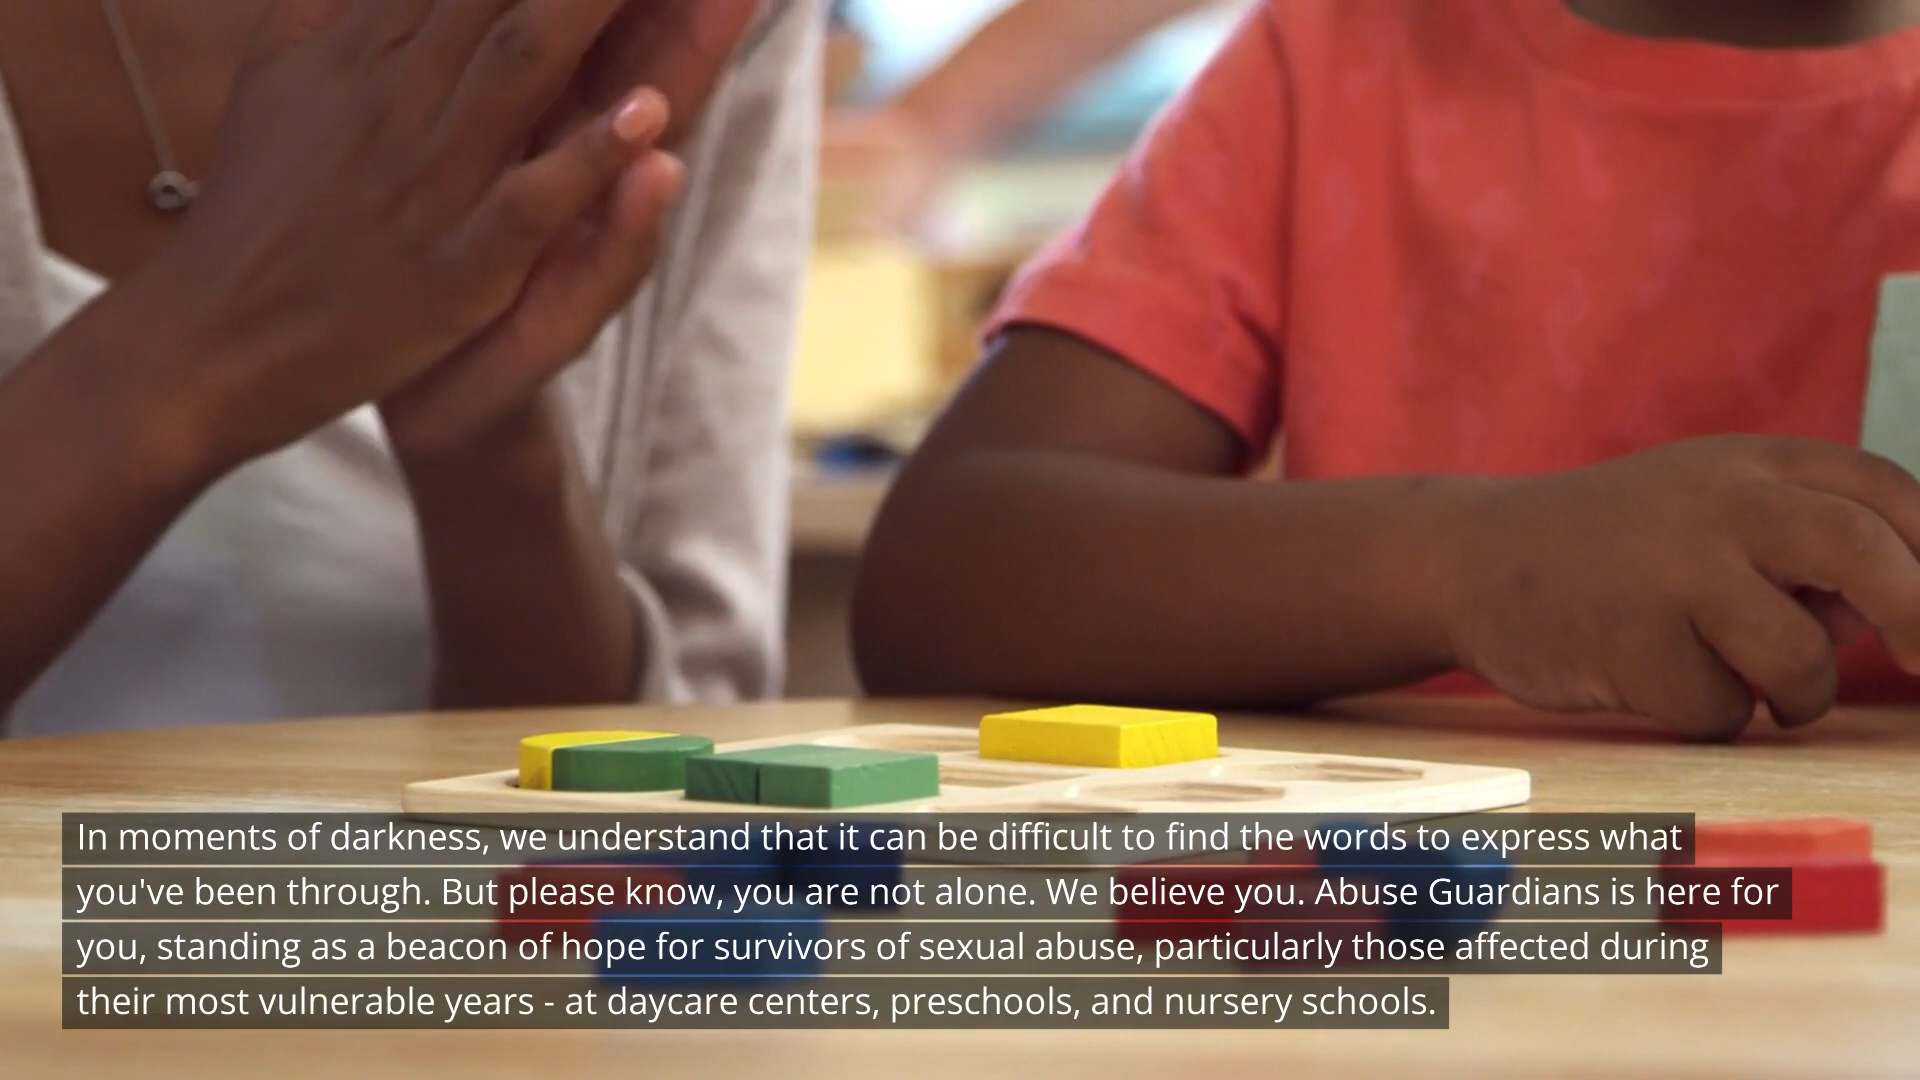 In moments of darkness, we understand that it can be difficult to find the words to express what
you've been through. But please know, you are not alone. We believe you. Abuse Guardians is here for
you, standing as a beacon of hope for survivors of sexual abuse, particularly those affected during
their most vulnerable years - at daycare centers, preschools, and nursery schools.